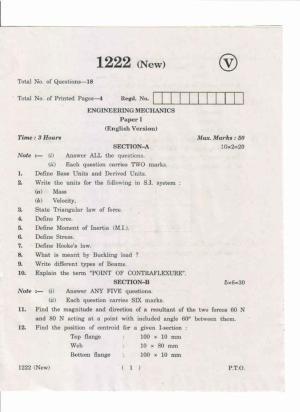 1222 (New)
V
Total No. of Questions—18
Total No. of Printed Pages—4 Regd. No.
ENGINEERING MECHANICS
Paper I
(English Version)
Time : 3 Hours Max. Marks : 50
SECTION-A 10×2=20
Note :— (i) Answer ALL the questions.
(ii) Each question carries TWO marks.
1. Define Base Units and Derived Units.
2. Write the units for the following in S.I. system :
(a) Mass
(b) Velocity.
3. State Triangular law of force.
4. Define Force.
5. Define Moment of Inertia (M.I.).
6. Define Stress.
7. Define Hooke's law.
8. What is meant by Buckling load ?
9. Write different types of Beams.
10. Explain the term "POINT OF CONTRAFLEXURE".
SECTION-B 5×6=30
Note :— (i) Answer ANY FIVE questions.
(ii) Each question carries SIX marks.
11. Find the magnitude and direction of a resultant of the two forces 60 N
and 80 N acting at a point with included angle 60° between them.
12. Find the position of centroid for a given I-section :
Top flange : 100 × 10 mm
Web : 10 × 80 mm
Bottom flange : 100 × 10 mm
1222 (New) ( 1 ) P.T.O.